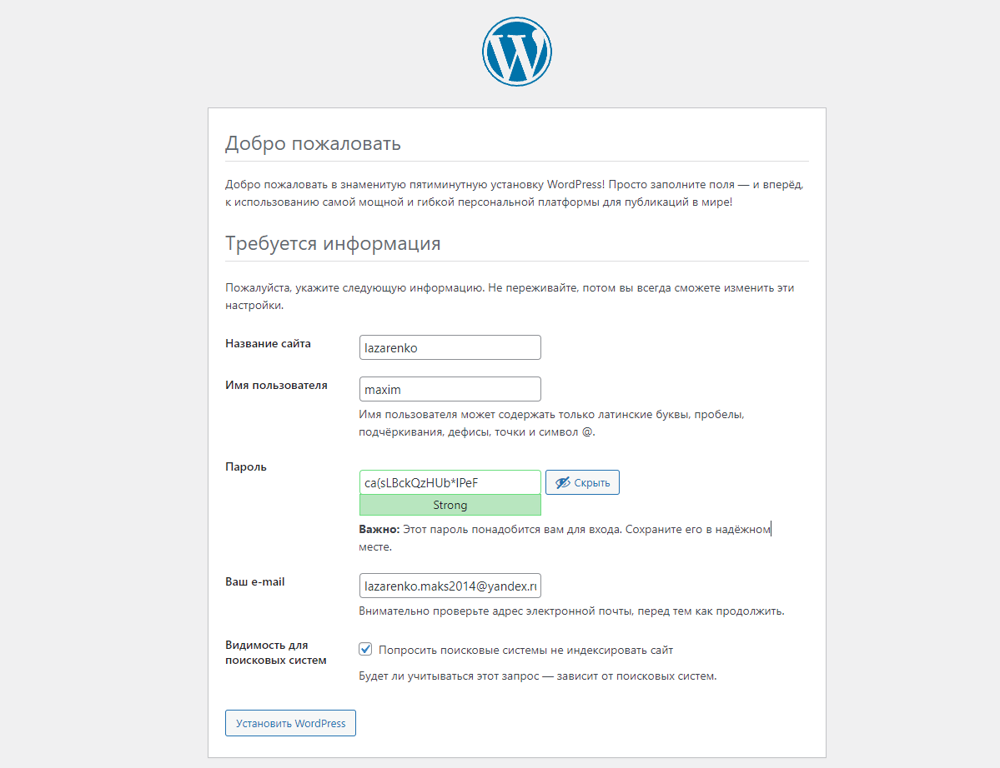 Добро пожаловать
Добро пожаловать в знаменитую пятиминутную установку WordPress! Просто заполните поля — и вперёд,
к использованию самой мощной и гибкой персональной платформы для публикаций в мире!
Требуется информация
Пожалуйста, укажите следующую информацию. Не переживайте, потом вы всегда сможете изменить эти
настройки.
Название сайта
lazarenko
Имя пользователя
maxim
Имя пользователя может содержать только латинские буквы, пробелы,
подчёркивания, дефисы, точки и символ @.
Пароль
ca(sLBckQzHUb*IPeF
Скрыть
Strong
Важно: Этот пароль понадобится вам для входа. Сохраните его в надёжном
месте.
Ваш e-mail
lazarenko.maks2014@yandex.ru
Внимательно проверьте адрес электронной почты, перед тем как продолжить.
Видимость для
поисковых систем
Попросить поисковые системы не индексировать сайт
Будет ли учитываться этот запрос — зависит от поисковых систем.
Установить WordPress